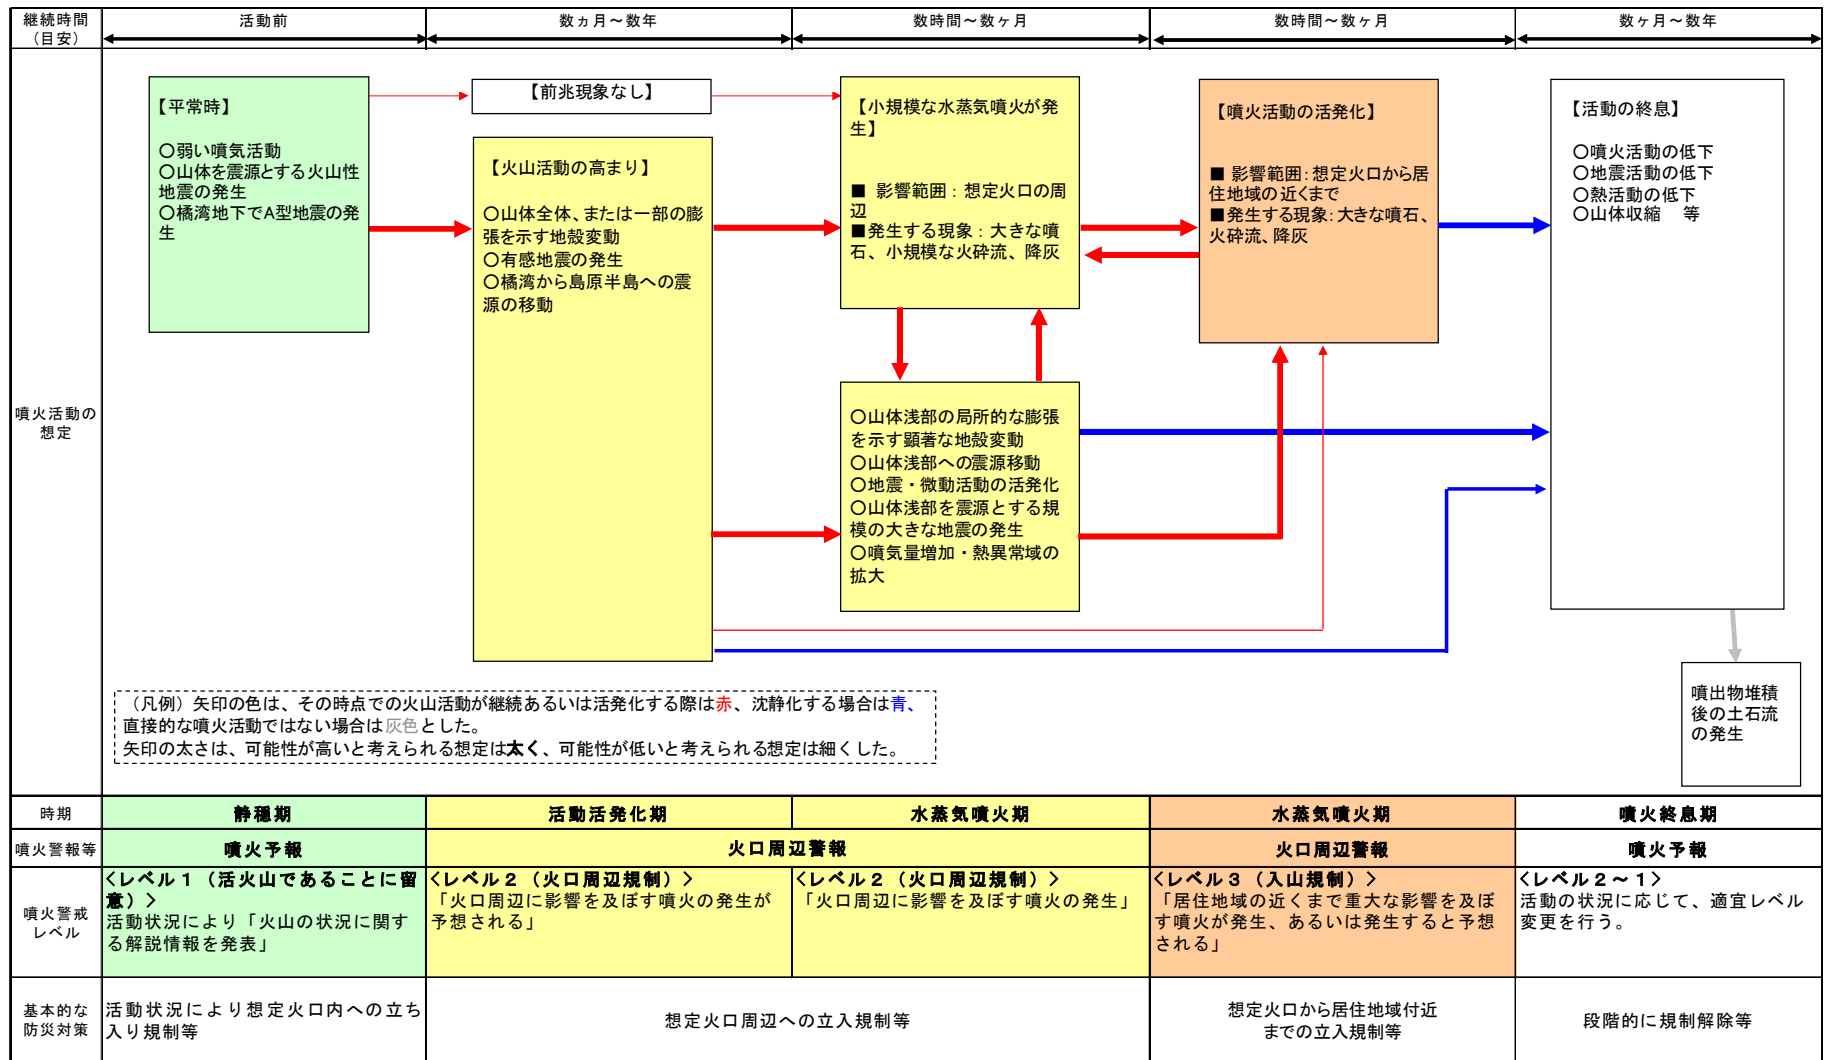 継続時間
（目安）
活動前
数ヵ月～数年
数時間～数ヶ月
数時間～数ヶ月
数ヶ月～数年
噴火活動の
想定
【平常時】
〇弱い噴気活動
〇山体を震源とする火山性
地震の発生
〇橘湾地下でA型地震の発
生
【前兆現象なし】
【火山活動の高まり】
〇山体全体、または一部の膨
張を示す地殻変動
〇有感地震の発生
〇橘湾から島原半島への震
源の移動
【小規模な水蒸気噴火が発
生】
■ 影響範囲：想定火口の周
辺
■発生する現象：大きな噴
石、小規模な火砕流、降灰
〇山体浅部の局所的な膨張
を示す顕著な地殻変動
〇山体浅部への震源移動
〇地震・微動活動の活発化
〇山体浅部を震源とする規
模の大きな地震の発生
〇噴気量増加・熱異常域の
拡大
【噴火活動の活発化】
■ 影響範囲：想定火口から居
住地域の近くまで
■発生する現象：大きな噴石、
火砕流、降灰
【活動の終息】
〇噴火活動の低下
〇地震活動の低下
〇熱活動の低下
〇山体収縮　等
噴出物堆積
後の土石流
の発生
（凡例）矢印の色は、その時点での火山活動が継続あるいは活発化する際は赤、沈静化する場合は青、
直接的な噴火活動ではない場合は灰色とした。
矢印の太さは、可能性が高いと考えられる想定は太く、可能性が低いと考えられる想定は細くした。
時期
静穏期
活動活発化期
水蒸気噴火期
水蒸気噴火期
噴火終息期
噴火警報等
噴火予報
火口周辺警報
火口周辺警報
噴火予報
噴火警戒
レベル
＜レベル１（活火山であることに留
意）＞
活動状況により「火山の状況に関す
る解説情報を発表」
＜レベル２（火口周辺規制）＞
「火口周辺に影響を及ぼす噴火の発生が
予想される」
＜レベル２（火口周辺規制）＞
「火口周辺に影響を及ぼす噴火の発生」
＜レベル３（入山規制）＞
「居住地域の近くまで重大な影響を及ぼ
す噴火が発生、あるいは発生すると予想
される」
＜レベル２～１＞
活動の状況に応じて、適宜レベル
変更を行う。
基本的な
防災対策
活動状況により想定火口内への立ち
入り規制等
想定火口周辺への立入規制等
想定火口から居住地域付近
までの立入規制等
段階的に規制解除等